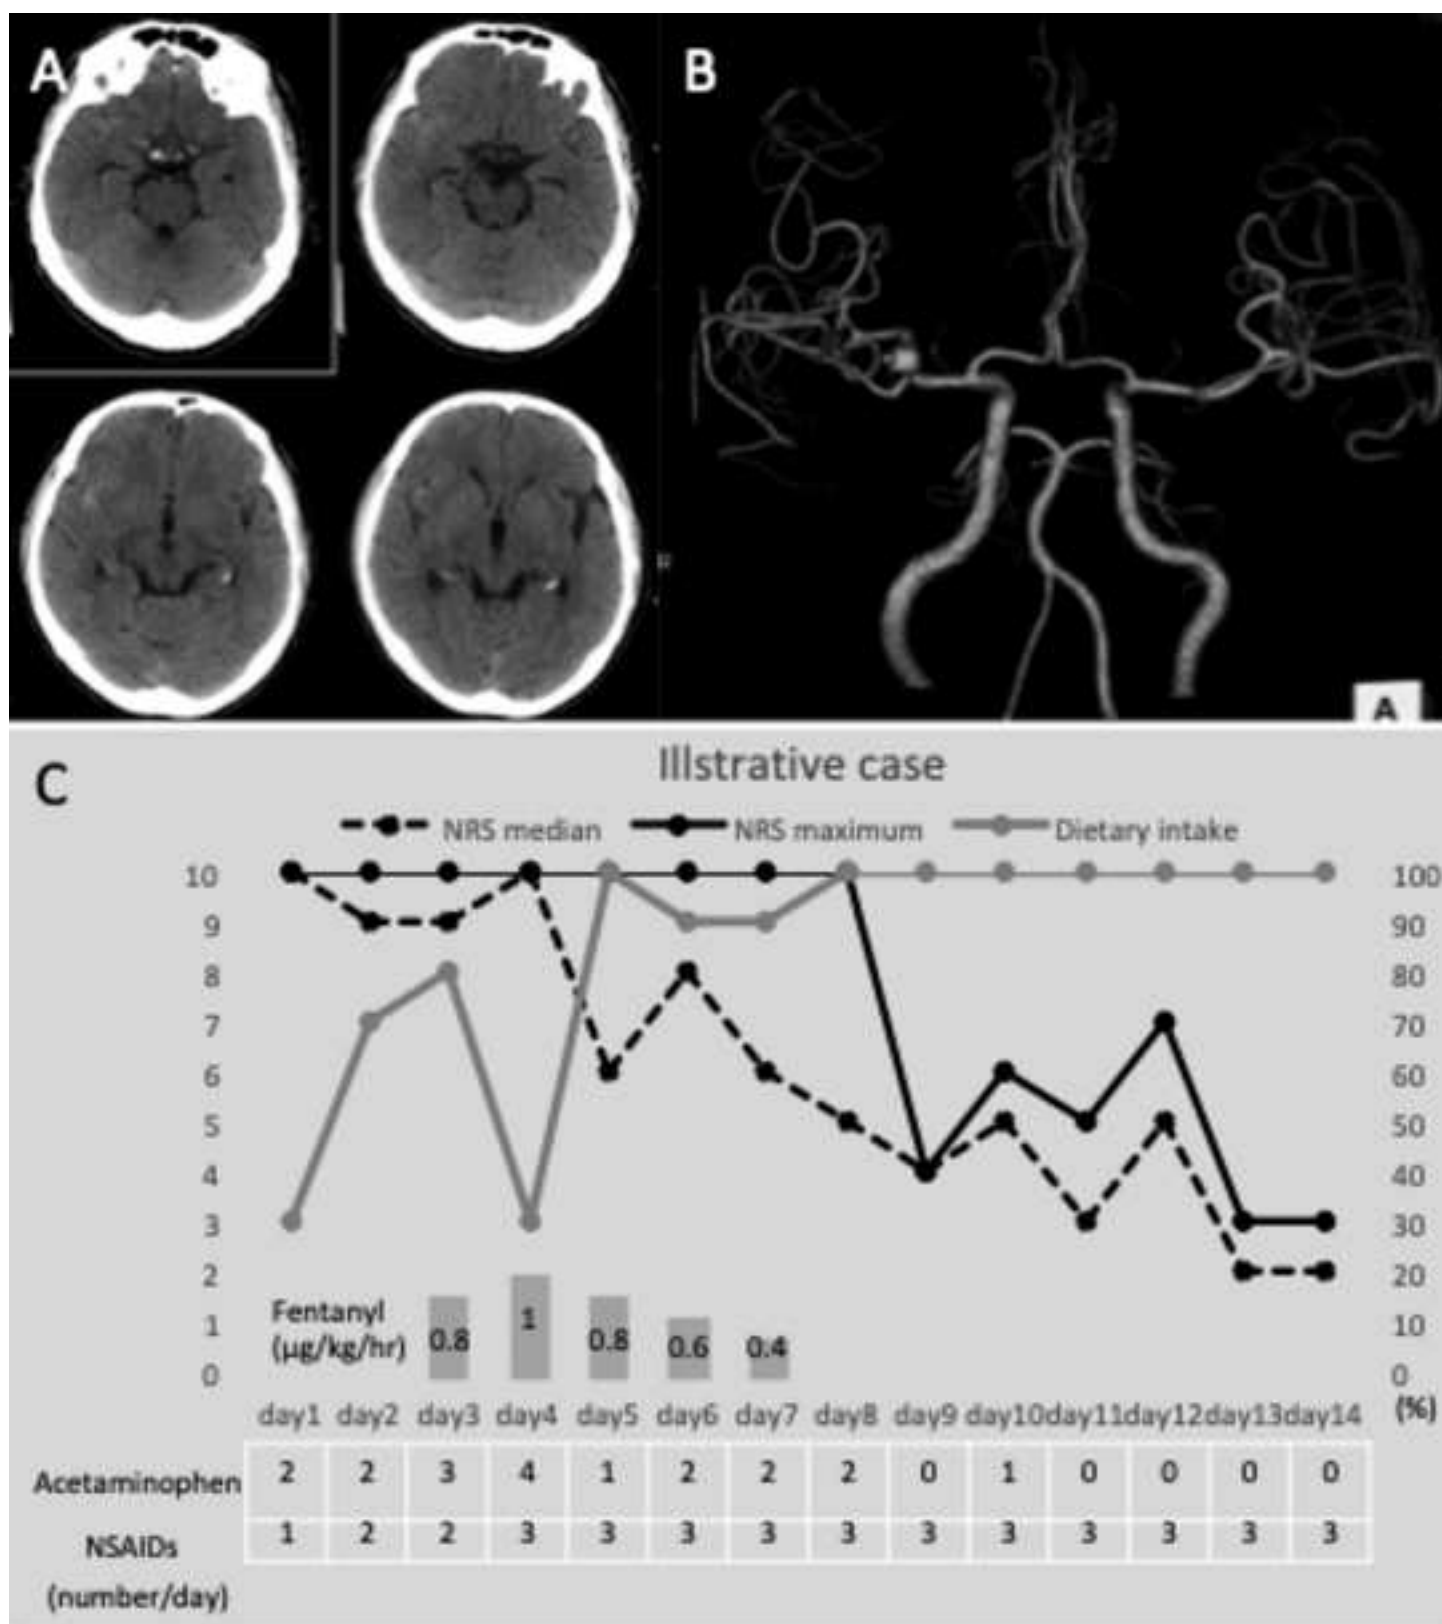 A
B
A
C
Illstrative case
NRS median NRS maximum Dietary intake
10 100
9 90
8 80
7 70
6 60
5 50
4 40
3 30
2 20
1 10
0 0
(%)
Fentanyl
(µg/kg/hr)
0.8 1 0.8 0.6 0.4
day1 day2 day3 day4 day5 day6 day7 day8 day9 day10 day11 day12 day13 day14
Acetaminophen 2 2 3 4 1 2 2 2 0 1 0 0 0 0
NSAIDs 1 2 2 3 3 3 3 3 3 3 3 3 3 3
(number/day)